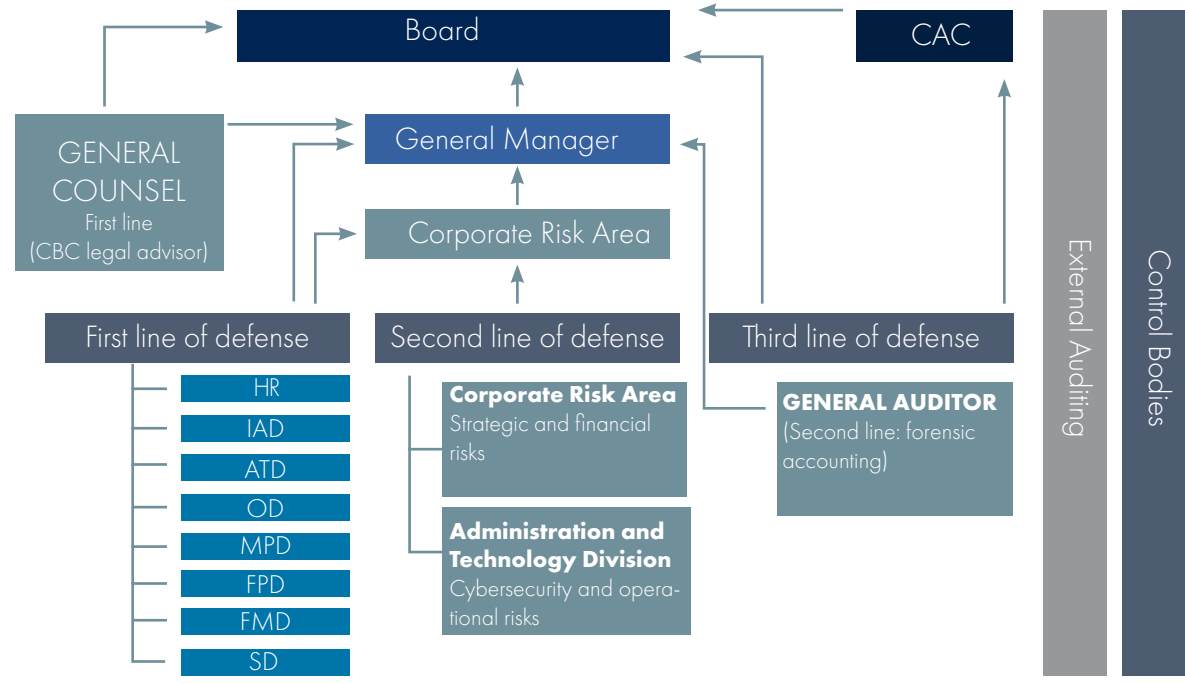 Board
CAC
GENERAL
COUNSEL
First line
(CBC legal advisor)
General Manager
Corporate Risk Area
First line of defense
HR
IAD
ATD
OD
MPD
FPD
FMD
SD
Second line of defense
Corporate Risk Area
Strategic and financial
risks
Administration and
Technology Division
Cybersecurity and opera-
tional risks
Third line of defense
GENERAL AUDITOR
(Second line: forensic
accounting)
External Auditing
Control Bodies